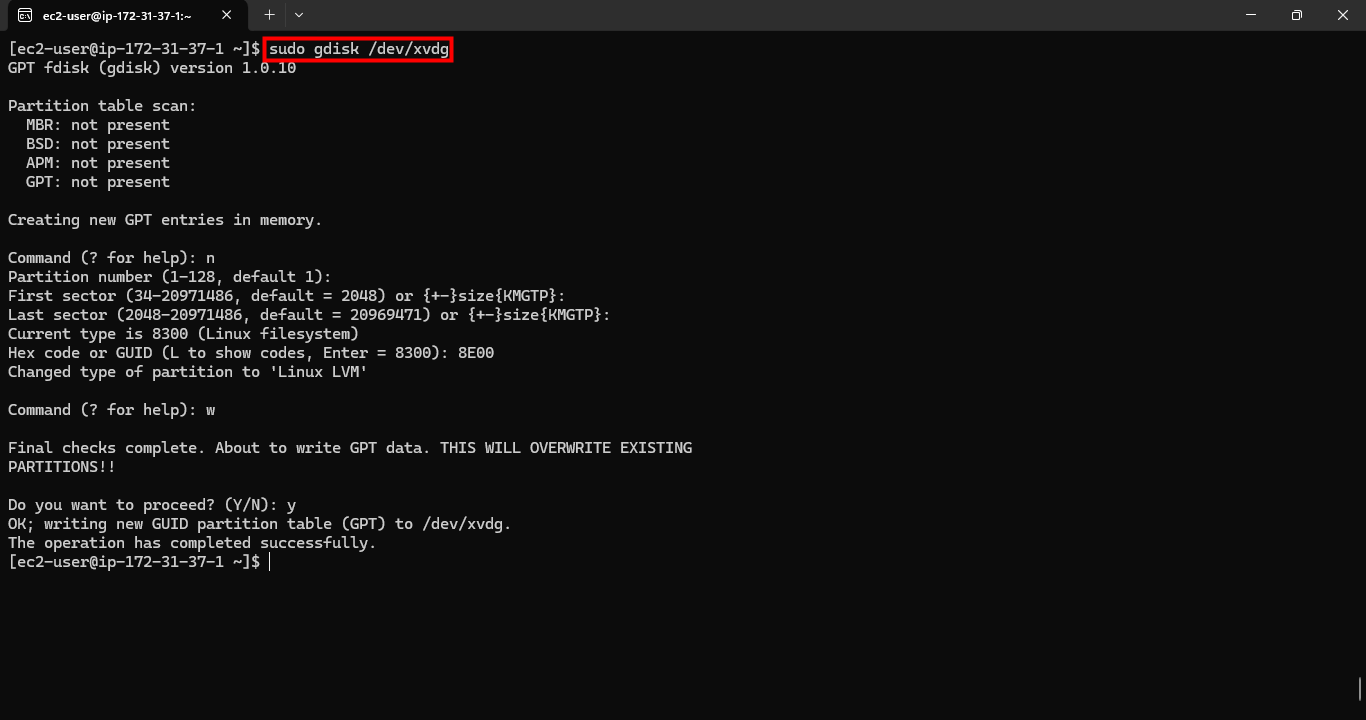 ec2-user@ip-172-31-37-1:~
[ec2-user@ip-172-31-37-1 ~]$ sudo gdisk /dev/xvdg
GPT fdisk (gdisk) version 1.0.10
Partition table scan:
MBR: not present
BSD: not present
APM: not present
GPT: not present
Creating new GPT entries in memory.
Command (? for help): n
Partition number (1-128, default 1):
First sector (34-20971486, default = 2048) or {+-}size{KMGTP}:
Last sector (2048-20971486, default = 20969471) or {+-}size{KMGTP}:
Current type is 8300 (Linux filesystem)
Hex code or GUID (L to show codes, Enter = 8300): 8E00
Changed type of partition to 'Linux LVM'
Command (? for help): w
Final checks complete. About to write GPT data. THIS WILL OVERWRITE EXISTING
PARTITIONS!!
Do you want to proceed? (Y/N): y
OK; writing new GUID partition table (GPT) to /dev/xvdg.
The operation has completed successfully.
[ec2-user@ip-172-31-37-1 ~]$